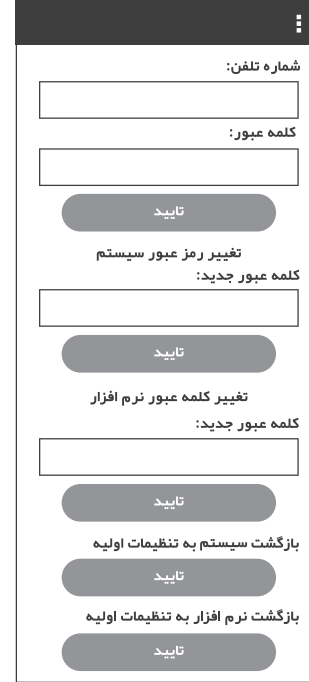 شماره تلفن:
کلمه عبور:
تایید
تغییر رمز عبور سیستم
کلمه عبور جدید:
تایید
تغییر کلمه عبور نرم افزار
کلمه عبور جدید:
تایید
بازگشت سیستم به تنظیمات اولیه
تایید
بازگشت نرم افزار به تنظیمات اولیه
تایید